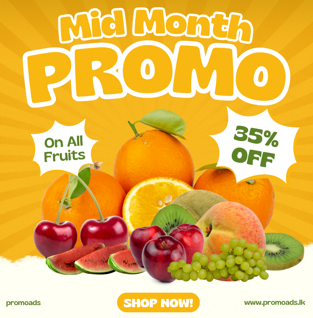 Mid Month
PROMO
On All
Fruits
35%
OFF
promoads
SHOP NOW!
www.promoads.lk